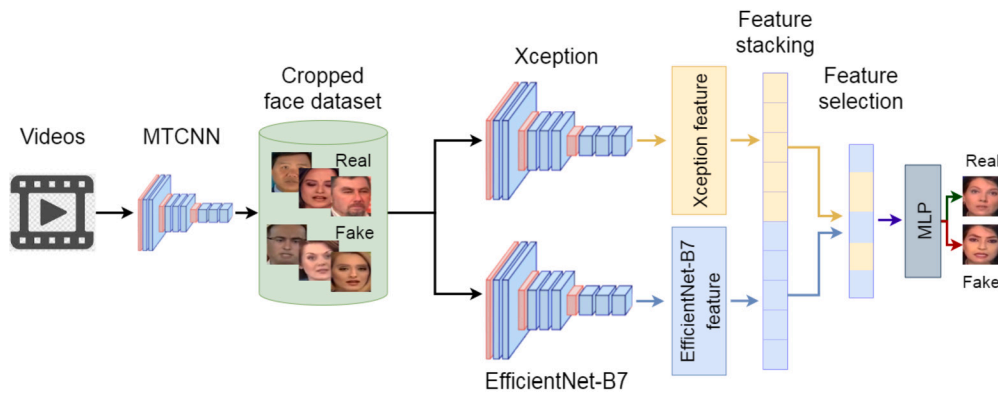 Videos
MTCNN
Cropped
face dataset
Real
Fake
Xception
EfficientNet-B7
Xception feature
EfficientNet-B7
feature
Feature
stacking
Feature
selection
MLP
Real
Fake